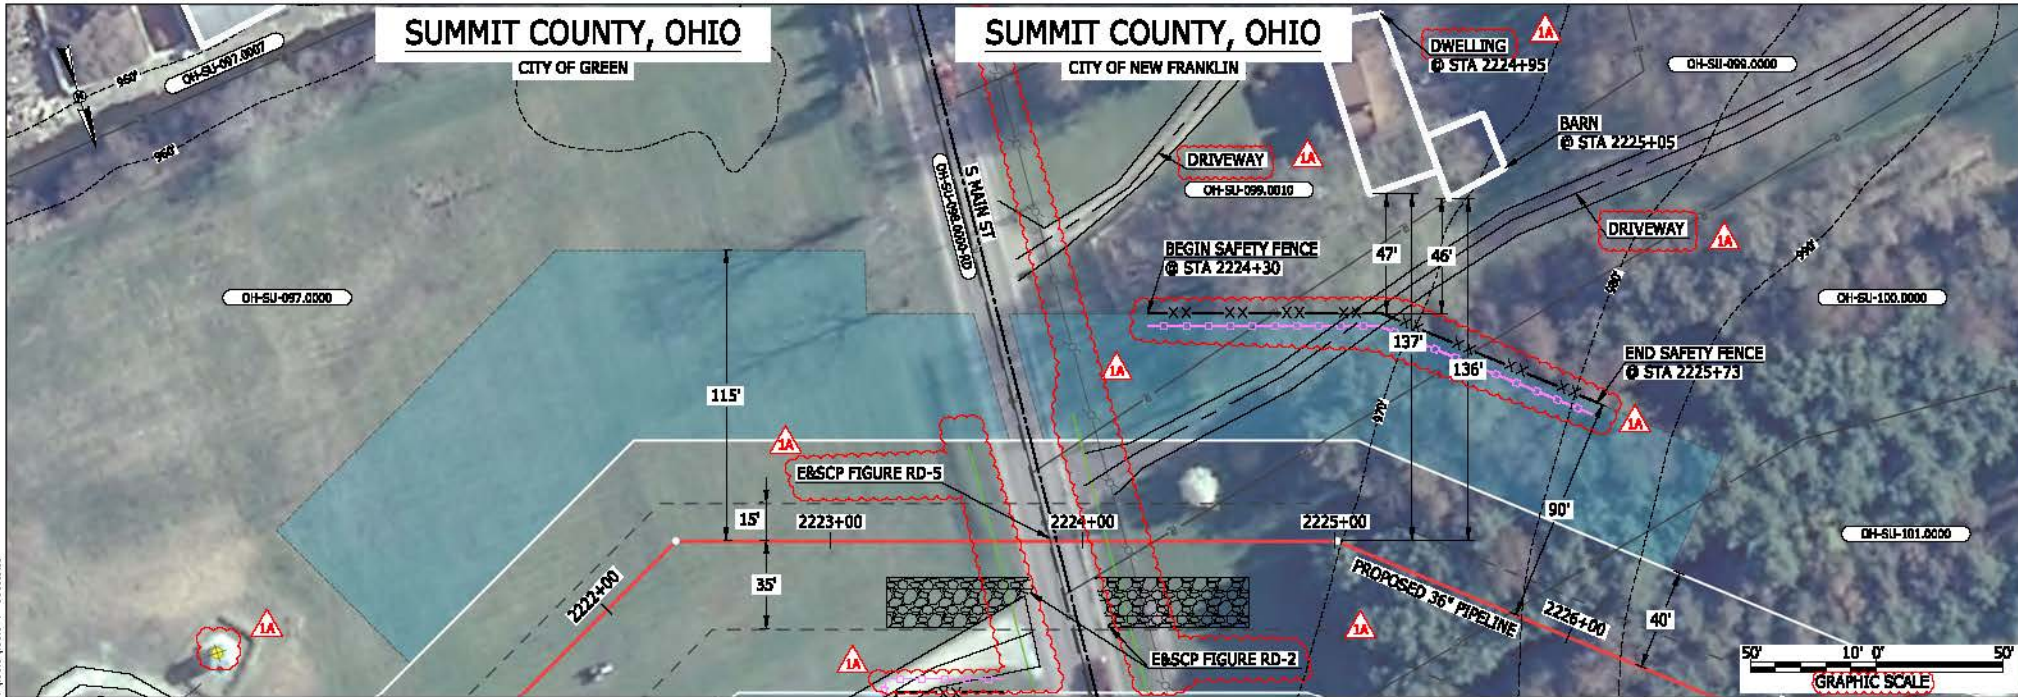 SUMMIT COUNTY, OHIO
CITY OF GREEN
SUMMIT COUNTY, OHIO
CITY OF NEW FRANKLIN
OH-SU-097.0007
960'
960'
DWELLING
@ STA 2224+95
1A
OH-SU-099.0000
BARN
@ STA 2225+05
DRIVEWAY
1A
OH-SU-099.0010
S MAIN ST
OH-SU-098.0000-RD
DRIVEWAY
1A
BEGIN SAFETY FENCE
@ STA 2224+30
47'
46'
980'
990'
OH-SU-097.0000
OH-SU-100.0000
137'
136'
END SAFETY FENCE
@ STA 2225+73
1A
115'
970'
1A
1A
E&SCP FIGURE RD-5
15'
2223+00
2224+00
2225+00
90'
OH-SU-101.0000
35'
2222+00
PROPOSED 36" PIPELINE
2226+00
40'
1A
1A
1A
E&SCP FIGURE RD-2
50'
10'
0'
50'
GRAPHIC SCALE